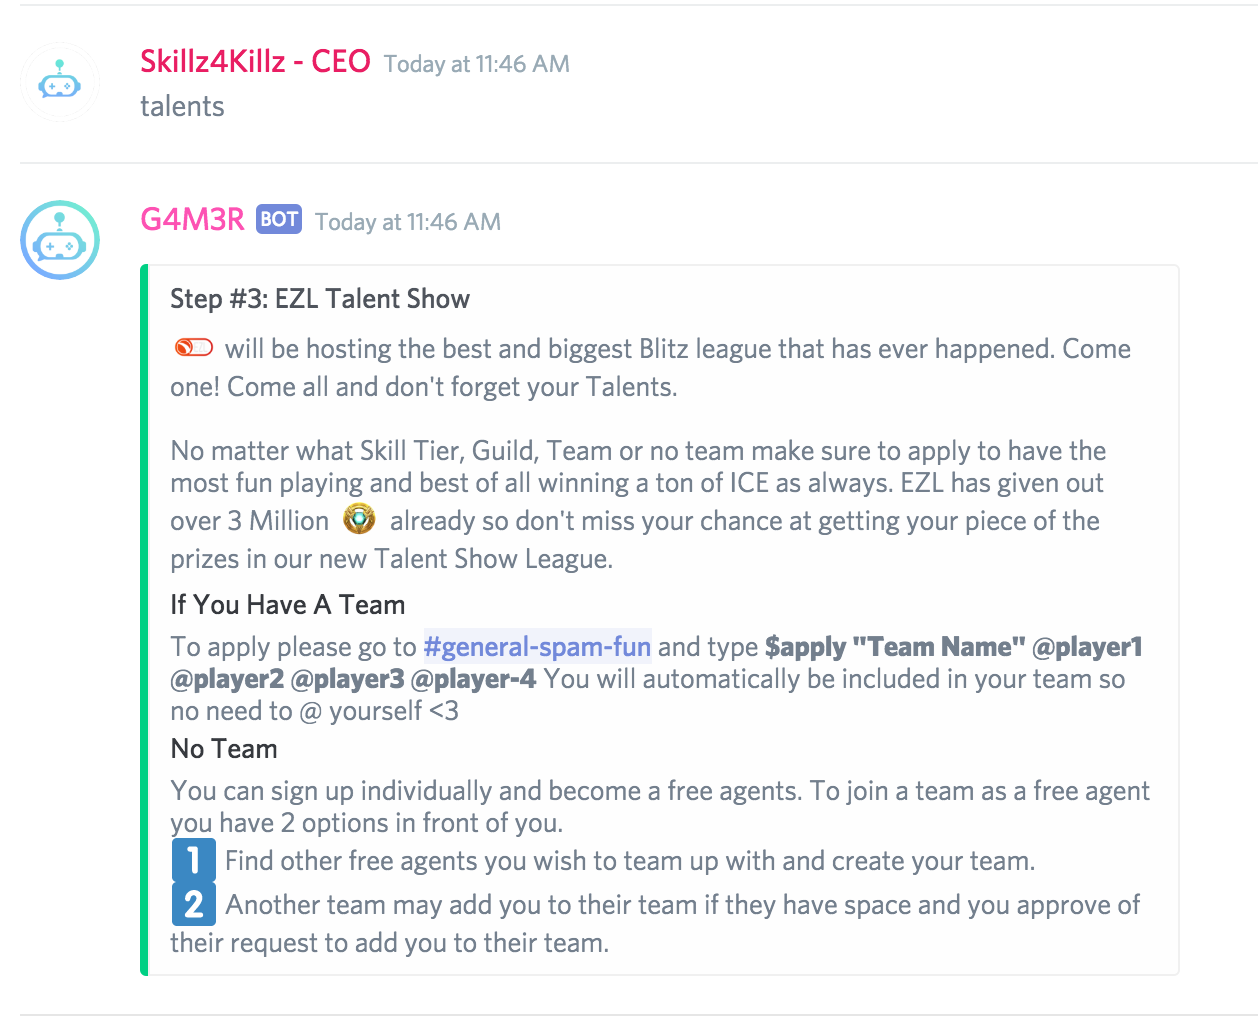 Skillz4Killz - CEO Today at 11:46 AM
talents
G4M3R BOT Today at 11:46 AM
Step #3: EZL Talent Show
will be hosting the best and biggest Blitz league that has ever happened. Come
one! Come all and don't forget your Talents.
No matter what Skill Tier, Guild, Team or no team make sure to apply to have the
most fun playing and best of all winning a ton of ICE as always. EZL has given out
over 3 Million already so don't miss your chance at getting your piece of the
prizes in our new Talent Show League.
If You Have A Team
To apply please go to #general-spam-fun and type $apply "Team Name" @player1
@player2 @player3 @player-4 You will automatically be included in your team so
no need to @ yourself <3
No Team
You can sign up individually and become a free agents. To join a team as a free agent
you have 2 options in front of you.
1 Find other free agents you wish to team up with and create your team.
2 Another team may add you to their team if they have space and you approve of
their request to add you to their team.